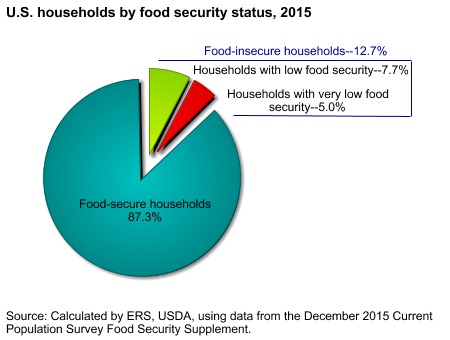 U.S. households by food security status, 2015
Food-insecure households--12.7%
Households with low food security--7.7%
Households with very low food
security--5.0%
Food-secure households
87.3%
Source: Calculated by ERS, USDA, using data from the December 2015 Current
Population Survey Food Security Supplement.